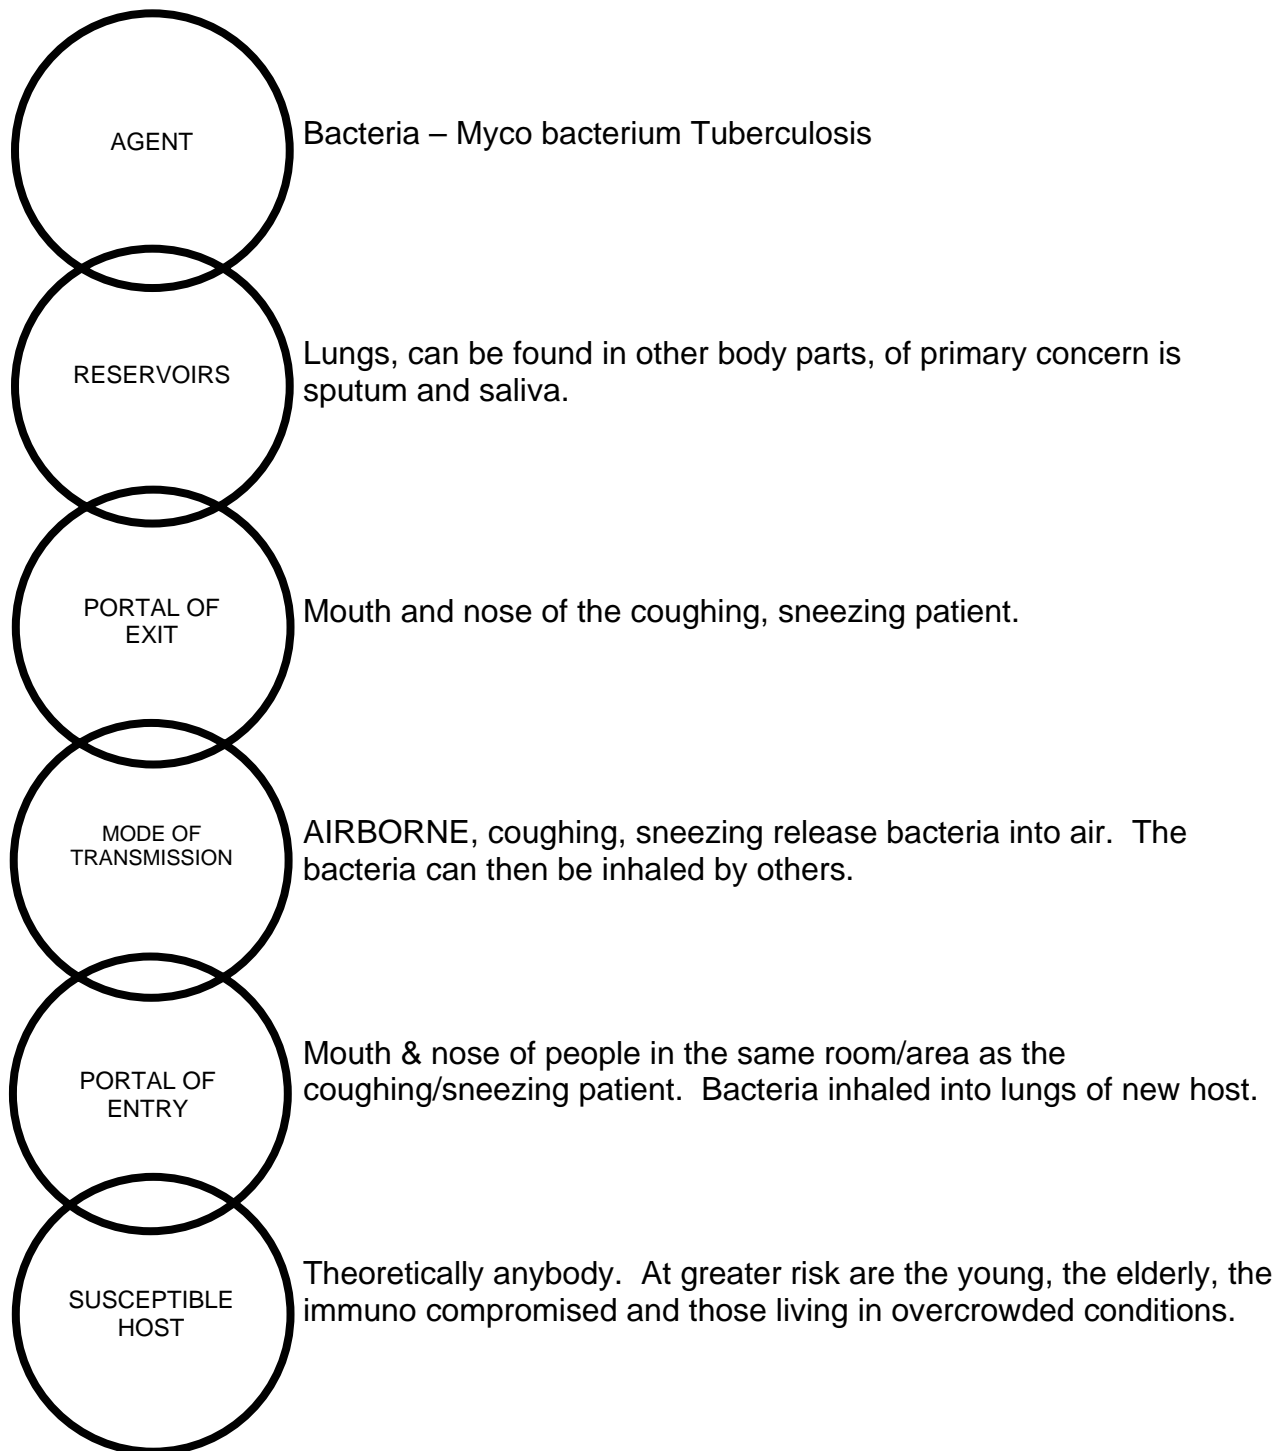 AGENT
Bacteria – Myco bacterium Tuberculosis
RESERVOIRS
Lungs, can be found in other body parts, of primary concern is
sputum and saliva.
PORTAL OF
EXIT
Mouth and nose of the coughing, sneezing patient.
MODE OF
TRANSMISSION
AIRBORNE, coughing, sneezing release bacteria into air.  The
bacteria can then be inhaled by others.
PORTAL OF
ENTRY
Mouth & nose of people in the same room/area as the
coughing/sneezing patient.  Bacteria inhaled into lungs of new host.
SUSCEPTIBLE
HOST
Theoretically anybody.  At greater risk are the young, the elderly, the
immuno compromised and those living in overcrowded conditions.